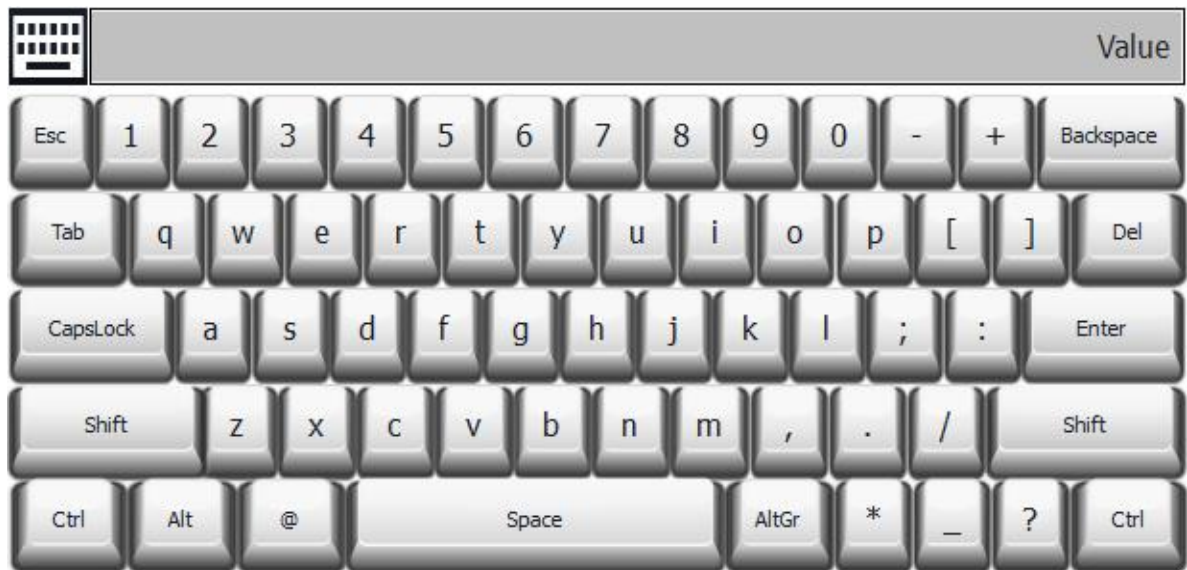 Value
Esc 1 2 3 4 5 6 7 8 9 0 - + Backspace
Tab q w e r t y u i o p [ ] Del
CapsLock a s d f g h j k l ; : Enter
Shift z x c v b n m , . / Shift
Ctrl Alt @ Space AltGr * _ ? Ctrl